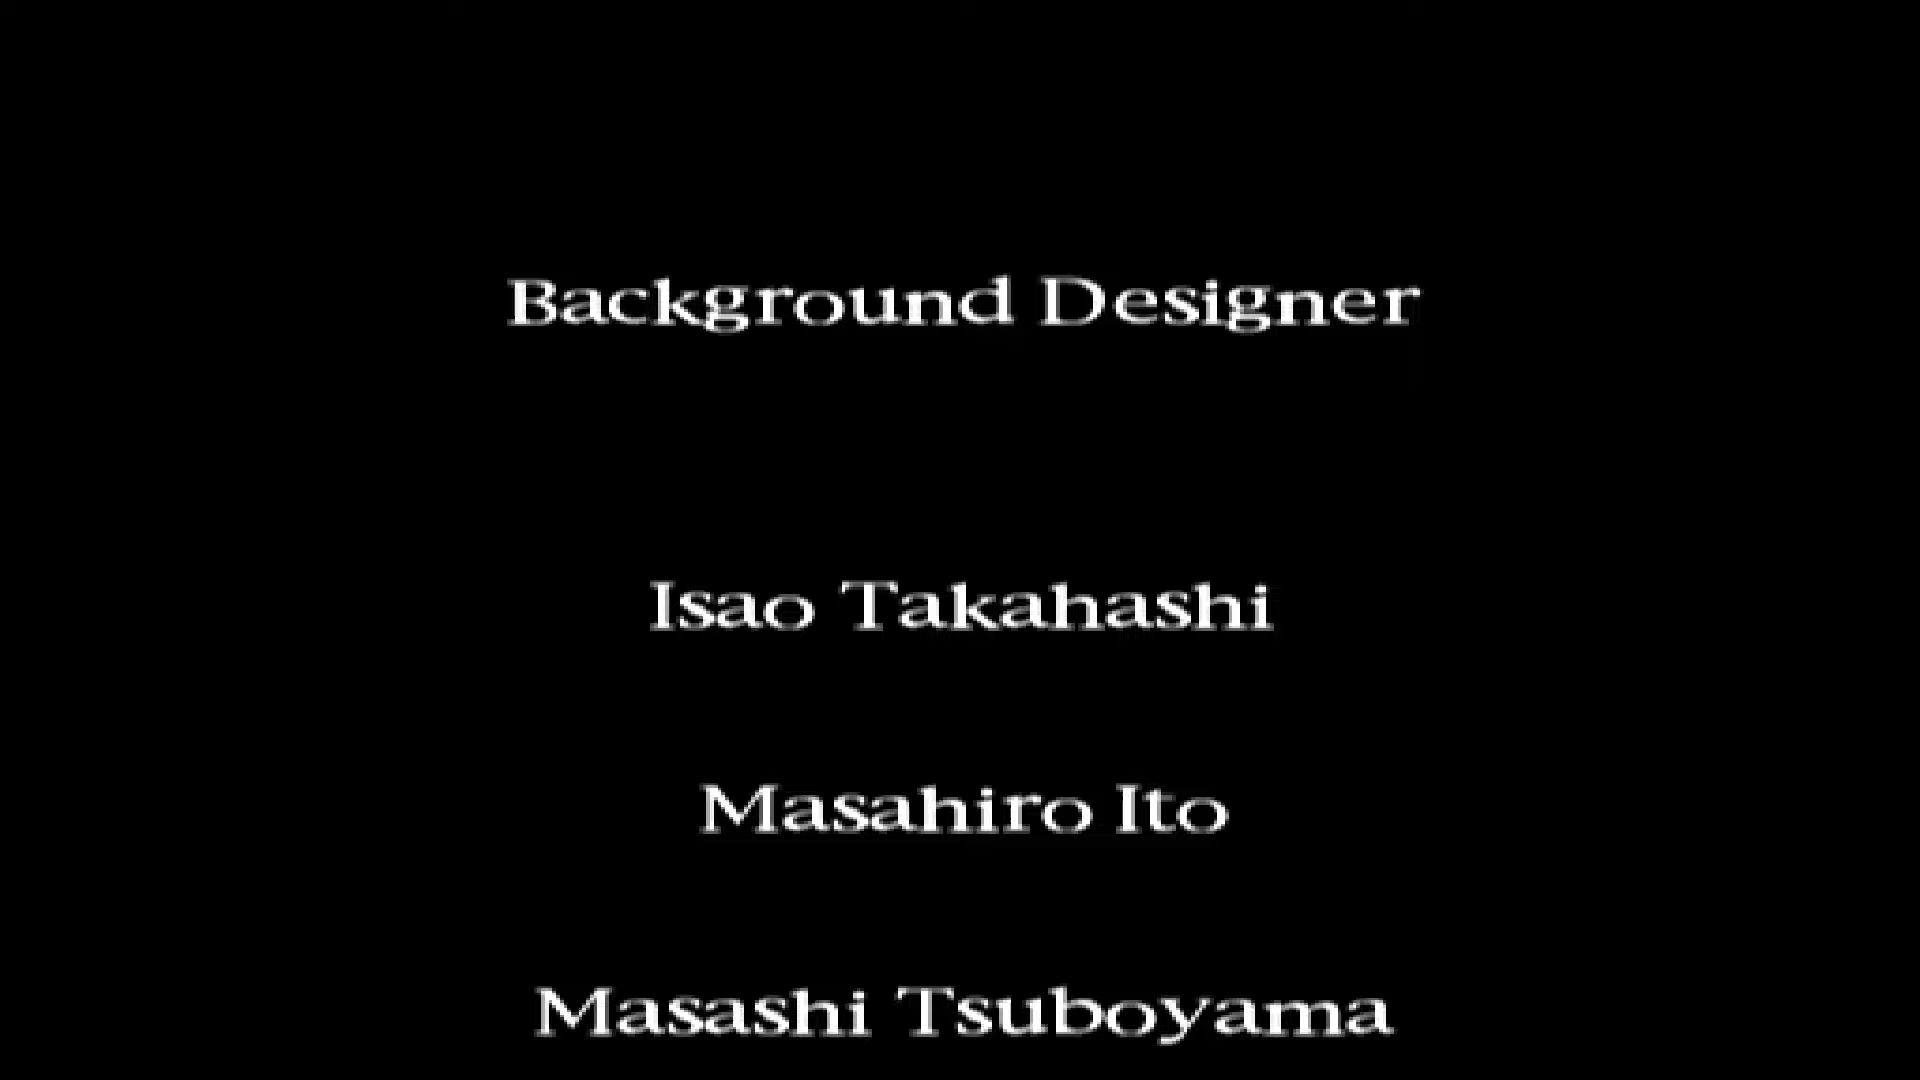 Background Designer
Isao Takahashi
Masahiro Ito
Masashi Tsuboyama